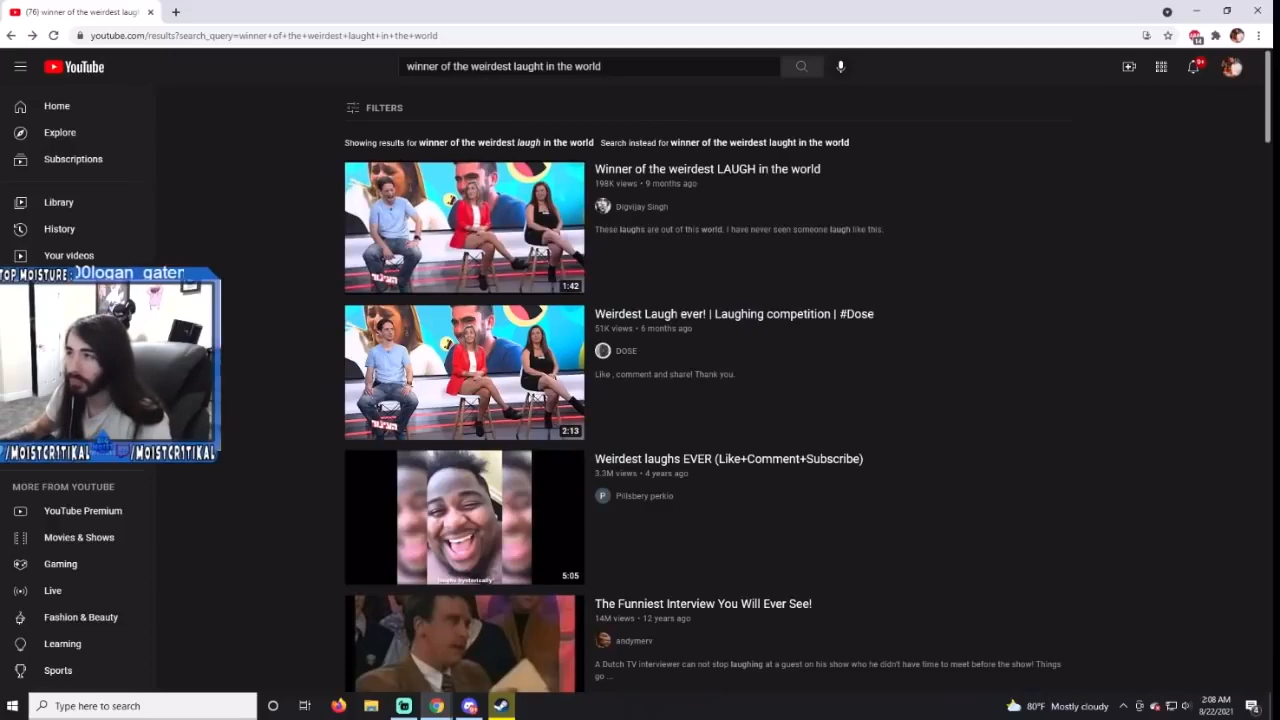 (76) winner of the weirdest laugh
youtube.com/results?search_query=winner+of+the+weirdest+laught+in+the+world
YouTube
winner of the weirdest laught in the world
9+
Home
Explore
Subscriptions
Library
History
Your videos
FILTERS
Showing results for winner of the weirdest laugh in the world Search instead for winner of the weirdest laught in the world
Winner of the weirdest LAUGH in the world
198K views • 9 months ago
Digvijay Singh
These laughs are out of this world. I have never seen someone laugh like this.
1:42
Weirdest Laugh ever! | Laughing competition | #Dose
51K views • 6 months ago
DOSE
Like , comment and share! Thank you.
2:13
TOP MOISTURE: 00logan_gater
/MOISTCR1TIKAL /MOISTCR1TIKAL
BIG MOIST
Weirdest laughs EVER (Like+Comment+Subscribe)
3.3M views • 4 years ago
P Pillsbery perkio
*laughs hysterically*
5:05
The Funniest Interview You Will Ever See!
14M views • 12 years ago
andymerv
A Dutch TV interviewer can not stop laughing at a guest on his show who he didn't have time to meet before the show! Things
go ...
MORE FROM YOUTUBE
YouTube Premium
Movies & Shows
Gaming
Live
Fashion & Beauty
Learning
Sports
Type here to search
80°F Mostly cloudy
2:08 AM
8/22/2021
4